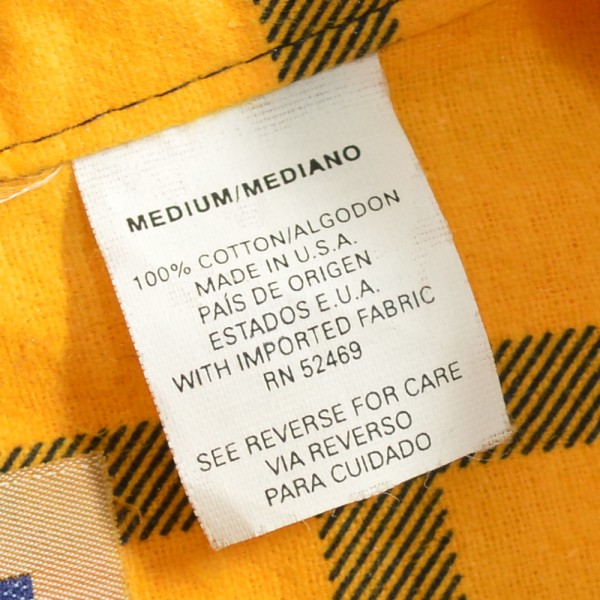 MEDIUM/MEDIANO
100% COTTON/ALGODON
MADE IN U.S.A.
PAÍS DE ORIGEN
ESTADOS E.U.A.
WITH IMPORTED FABRIC
RN 52469
SEE REVERSE FOR CARE
VIA REVERSO
PARA CUIDADO